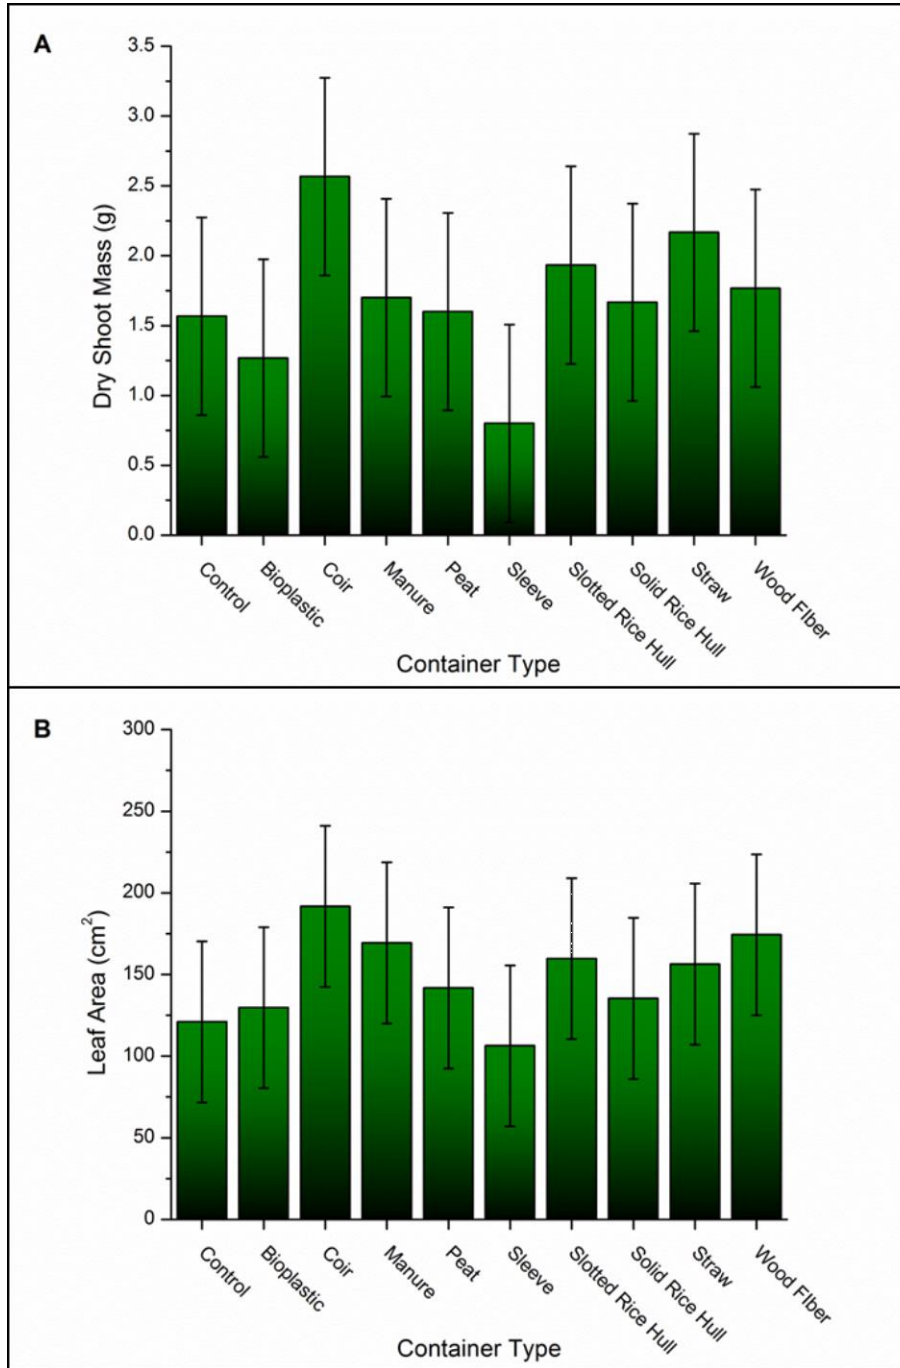 A
3.5
3.0
2.5
2.0
1.5
1.0
0.5
0.0
Dry Shoot Mass (g)
Control
Bioplastic
Coir
Manure
Peat
Sleeve
Slotted Rice Hull
Solid Rice Hull
Straw
Wood FIber
Container Type
B
300
250
200
150
100
50
0
Leaf Area (cm²)
Control
Bioplastic
Coir
Manure
Peat
Sleeve
Slotted Rice Hull
Solid Rice Hull
Straw
Wood FIber
Container Type